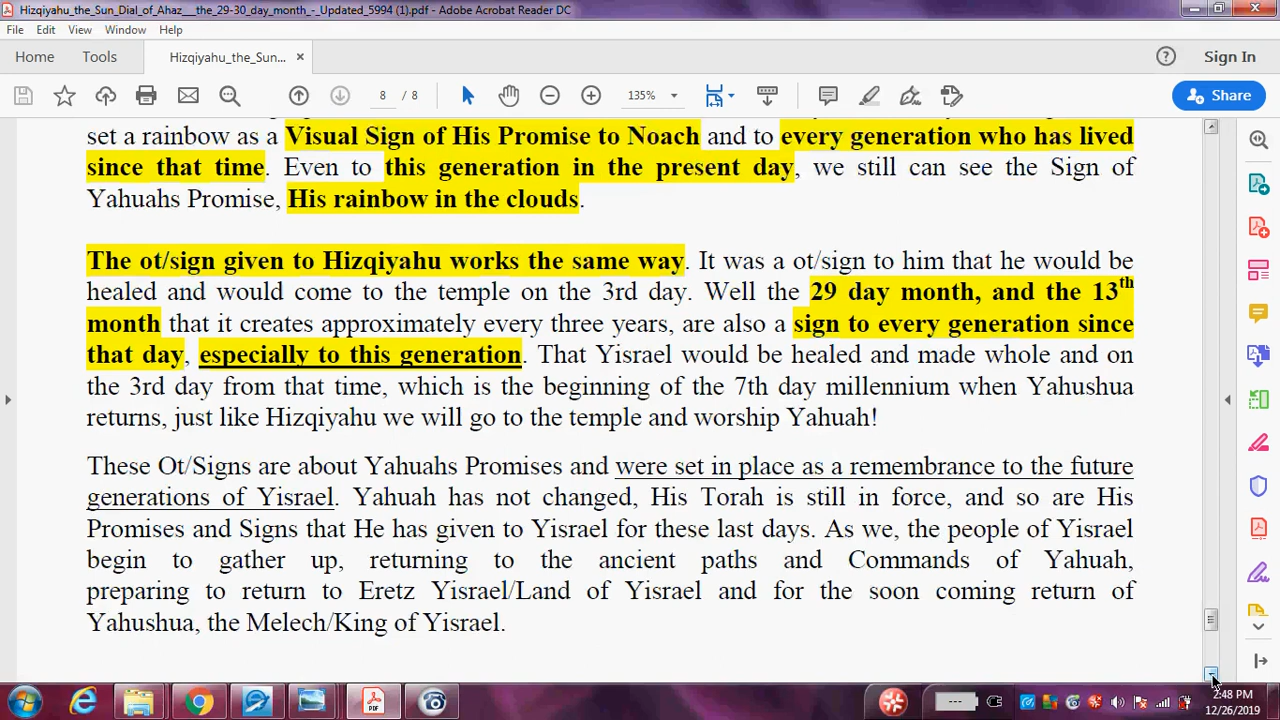 Hizqiyahu_the_Sun_Dial_of_Ahaz___the_29-30_day_month_-_Updated_5994 (1).pdf - Adobe Acrobat Reader DC
File Edit View Window Help
Home Tools Hizqiyahu_the_Sun... × Sign In
8 / 8 135% Share
set a rainbow as a Visual Sign of His Promise to Noach and to every generation who has lived
since that time. Even to this generation in the present day, we still can see the Sign of
Yahuahs Promise, His rainbow in the clouds.
The ot/sign given to Hizqiyahu works the same way. It was a ot/sign to him that he would be
healed and would come to the temple on the 3rd day. Well the 29 day month, and the 13th
month that it creates approximately every three years, are also a sign to every generation since
that day, especially to this generation. That Yisrael would be healed and made whole and on
the 3rd day from that time, which is the beginning of the 7th day millennium when Yahushua
returns, just like Hizqiyahu we will go to the temple and worship Yahuah!
These Ot/Signs are about Yahuahs Promises and were set in place as a remembrance to the future
generations of Yisrael. Yahuah has not changed, His Torah is still in force, and so are His
Promises and Signs that He has given to Yisrael for these last days. As we, the people of Yisrael
begin to gather up, returning to the ancient paths and Commands of Yahuah,
preparing to return to Eretz Yisrael/Land of Yisrael and for the soon coming return of
Yahushua, the Melech/King of Yisrael.
2:48 PM
12/26/2019